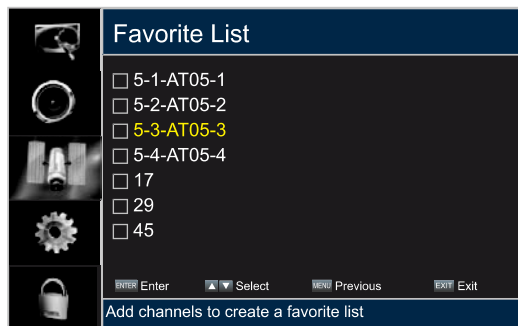 Favorite List
5-1-AT05-1
5-2-AT05-2
5-3-AT05-3
5-4-AT05-4
17
29
45
ENTER Enter ▲ ▼ Select MENU Previous EXIT Exit
Add channels to create a favorite list